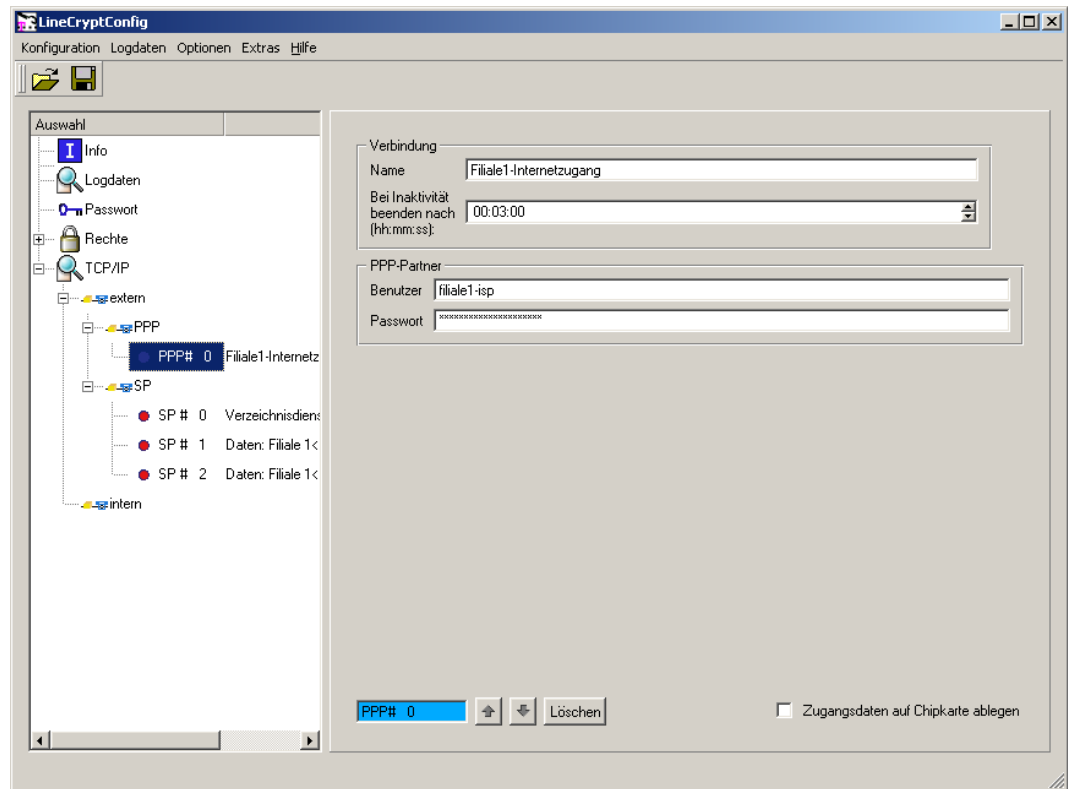 LineCryptConfig
Konfiguration Logdaten Optionen Extras Hilfe
Auswahl
I Info
Logdaten
Passwort
Rechte
TCP/IP
extern
PPP
PPP# 0 Filiale1-Internetz
SP
SP # 0 Verzeichnisdiens
SP # 1 Daten: Filiale 1<
SP # 2 Daten: Filiale 1<
intern
Verbindung
Name Filiale1-Internetzugang
Bei Inaktivität
beenden nach 00:03:00
(hh:mm:ss):
PPP-Partner
Benutzer filiale1-isp
Passwort ********************
PPP# 0 Löschen Zugangsdaten auf Chipkarte ablegen